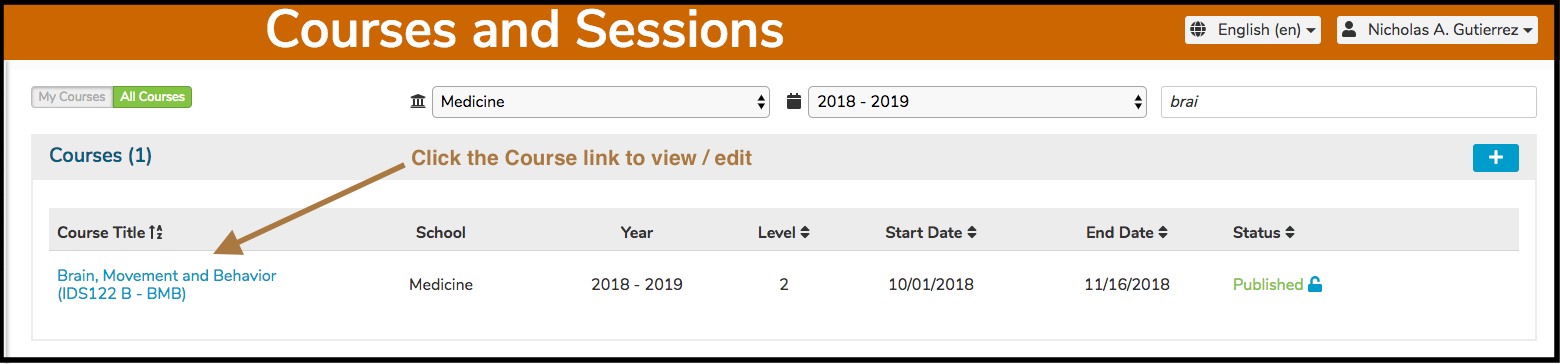 Courses and Sessions
English (en)
Nicholas A. Gutierrez
My Courses
All Courses
Medicine
2018 - 2019
brai
Courses (1)
Click the Course link to view / edit
Course Title
School
Year
Level
Start Date
End Date
Status
Brain, Movement and Behavior
(IDS122 B - BMB)
Medicine
2018 - 2019
2
10/01/2018
11/16/2018
Published